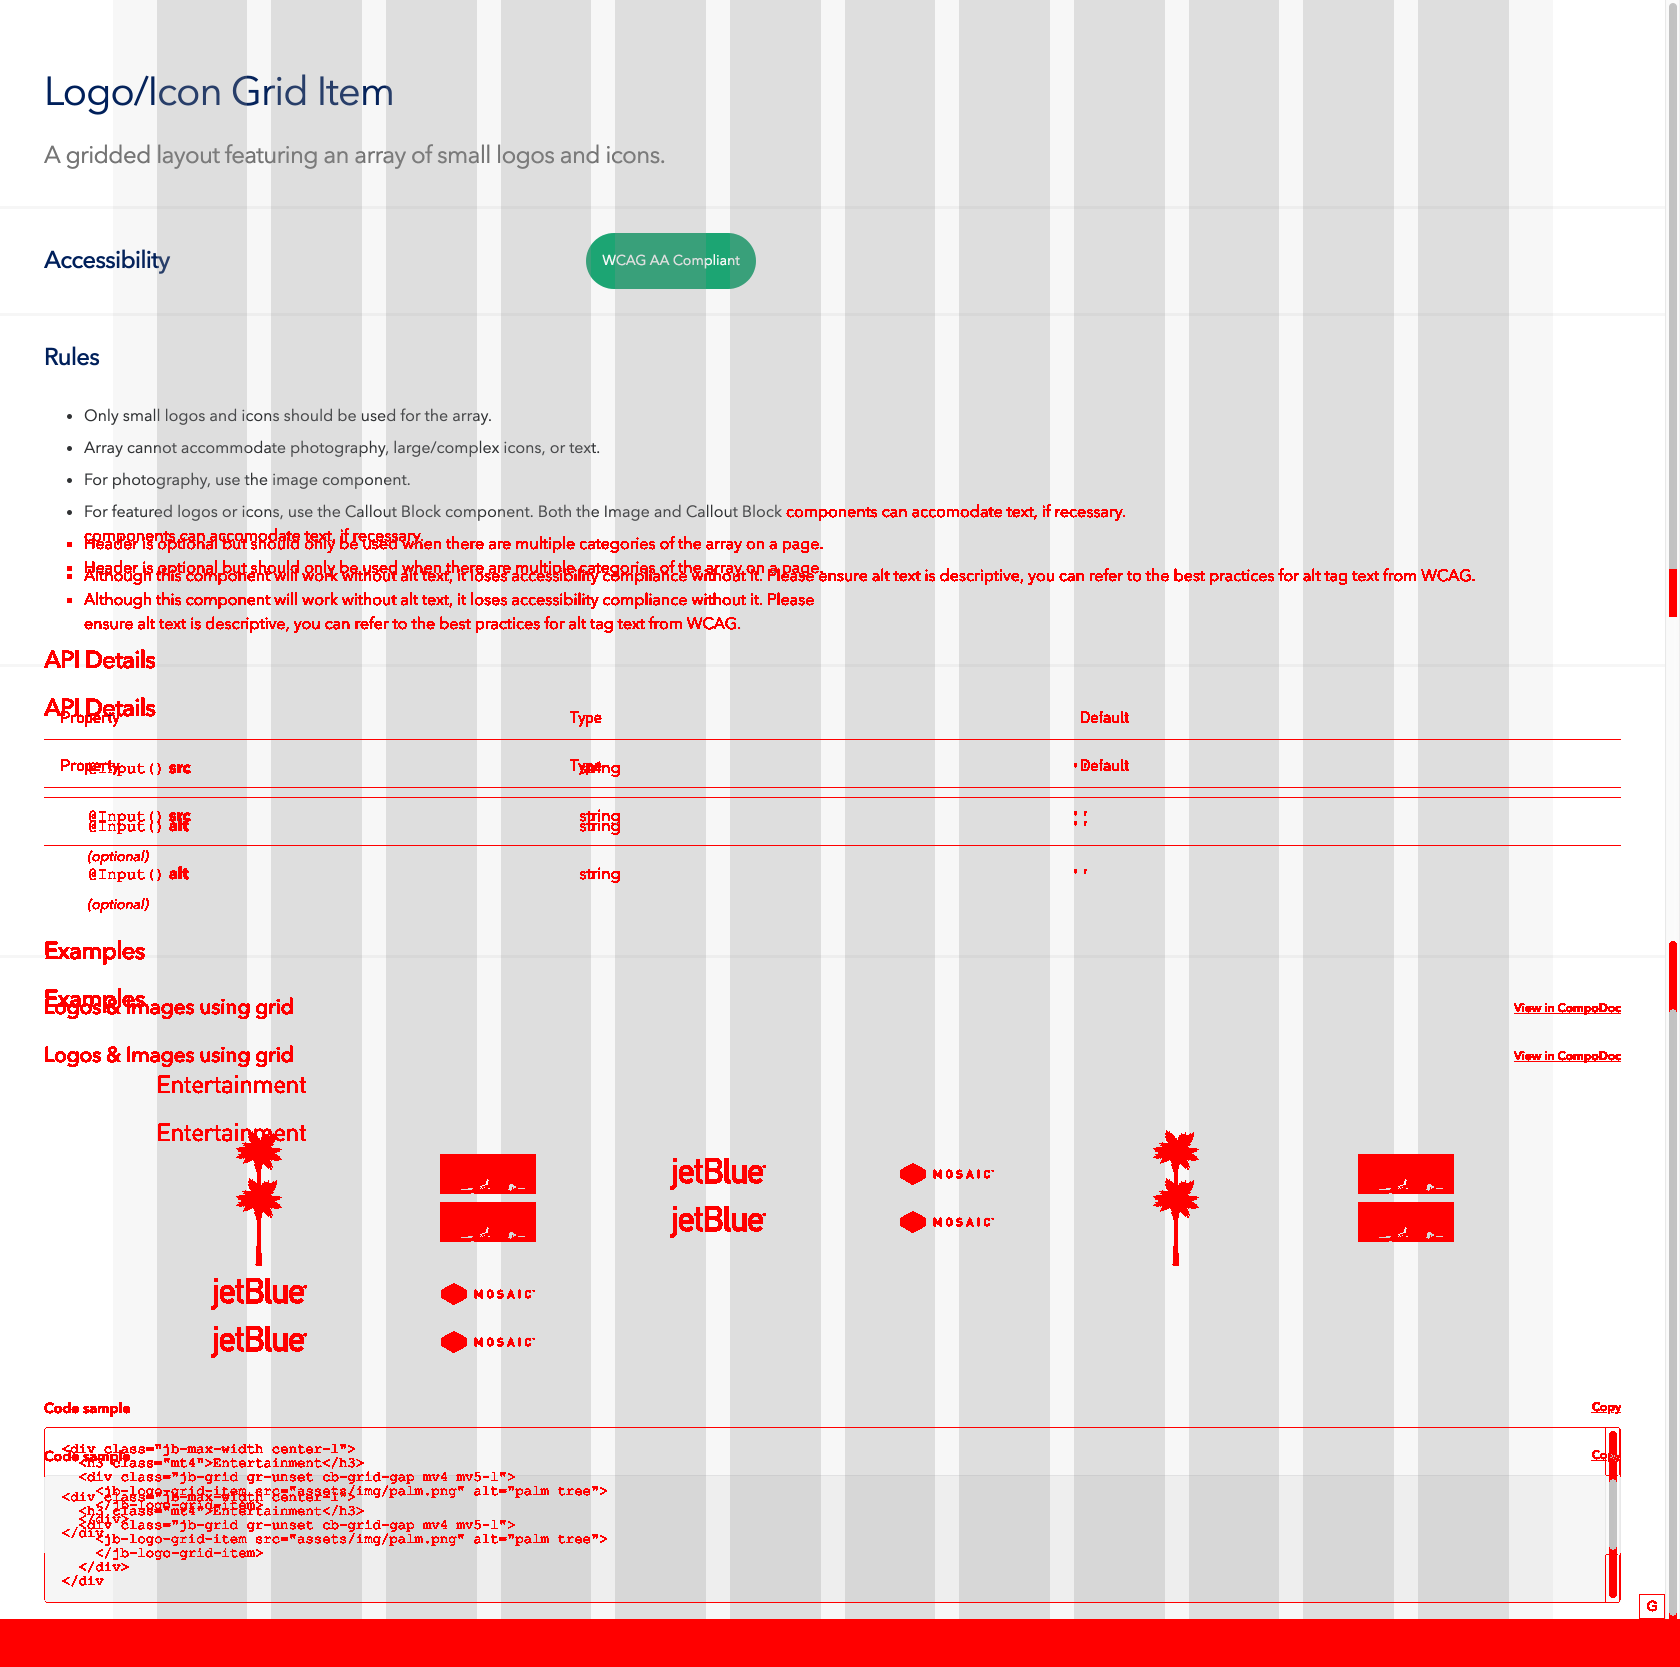 Logo/Icon Grid Item
A gridded layout featuring an array of small logos and icons.
Accessibility
WCAG AA Compliant
Rules
Only small logos and icons should be used for the array.
Array cannot accommodate photography, large/complex icons, or text.
For photography, use the image component.
For featured logos or icons, use the Callout Block component. Both the Image and Callout Block components can accomodate text, if necessary.
components can accomodate text, if necessary.
Header is optional but should only be used when there are multiple categories of the array on a page.
Header is optional but should only be used when there are multiple categories of the array on a page.
Although this component will work without alt text, it loses accessibility compliance without it. Please ensure alt text is descriptive, you can refer to the best practices for alt tag text from WCAG.
Although this component will work without alt text, it loses accessibility compliance without it. Please
ensure alt text is descriptive, you can refer to the best practices for alt tag text from WCAG.
API Details
API Details
Property Type Default
Property Type Default
@Input() src string ''
@Input() src string ''
@Input() alt string ''
(optional)
@Input() alt string ''
(optional)
Examples
Examples
Logos & Images using grid View in CompoDoc
Logos & Images using grid View in CompoDoc
Entertainment
Entertainment
jetBlue MOSAIC
jetBlue MOSAIC
jetBlue MOSAIC
jetBlue MOSAIC
Code sample Copy
<div class="jb-max-width center-l">
Code sample Copy
<h3 class="mt4">Entertainment</h3>
<div class="jb-grid gr-unset cb-grid-gap mv4 mv5-l">
<jb-logo-grid-item src="assets/img/palm.png" alt="palm tree">
<div class="jb-max-width center-l">
</jb-logo-grid-item>
<h3 class="mt4">Entertainment</h3>
</div>
<div class="jb-grid gr-unset cb-grid-gap mv4 mv5-l">
</div
<jb-logo-grid-item src="assets/img/palm.png" alt="palm tree">
</jb-logo-grid-item>
</div>
</div
G